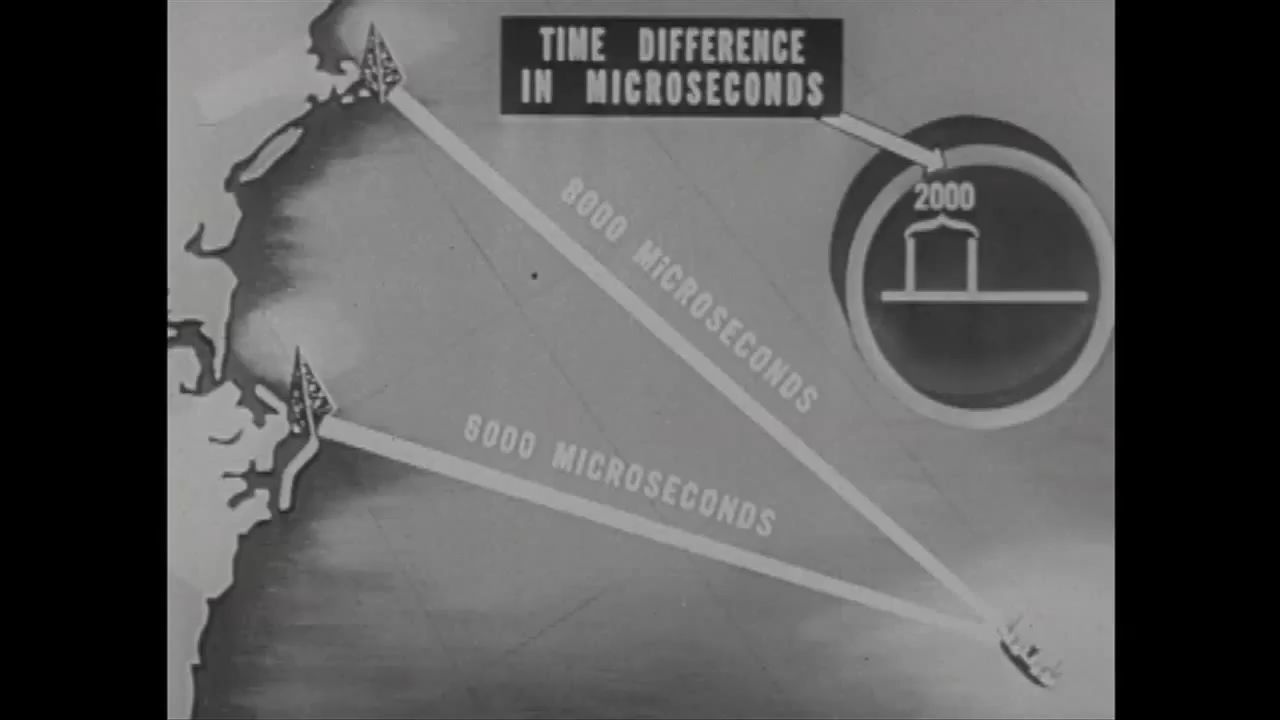 TIME DIFFERENCE
IN MICROSECONDS
2000
8000 MiCROSECONDS
6000 MICROSECONDS